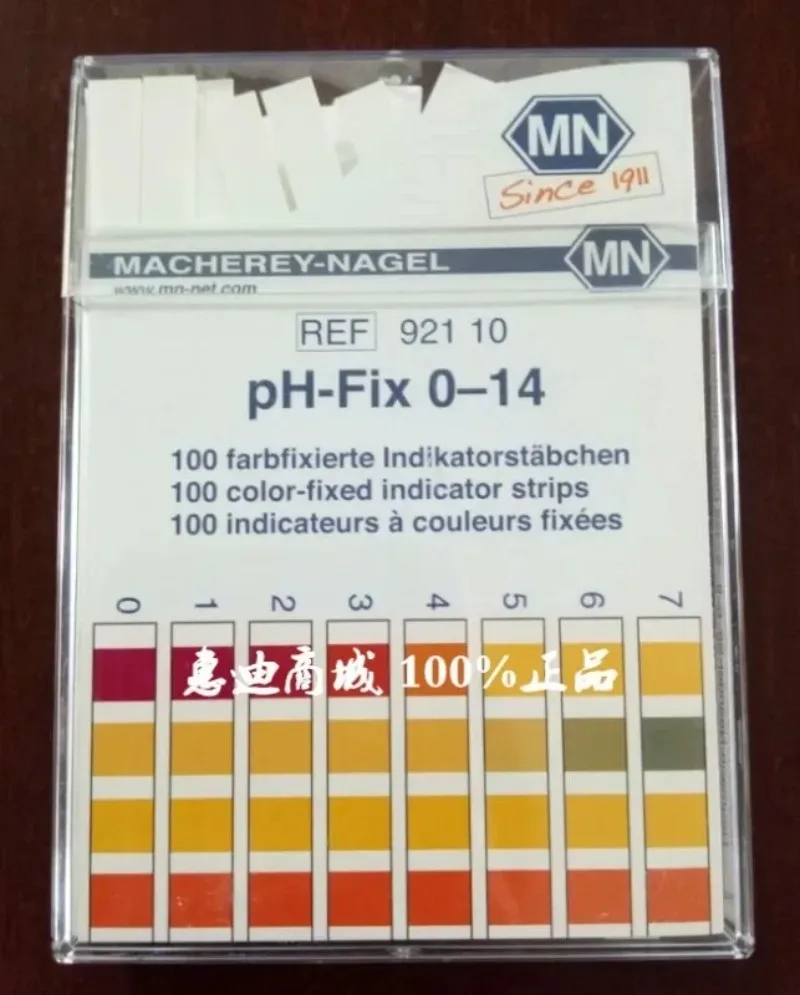 MN
Since 1911
MACHEREY-NAGEL MN
www.mn-net.com
REF 921 10
pH-Fix 0–14
100 farbfixierte Indikatorstäbchen
100 color-fixed indicator strips
100 indicateurs à couleurs fixées
0 1 2 3 4 5 6 7
惠迪商城 100%正品